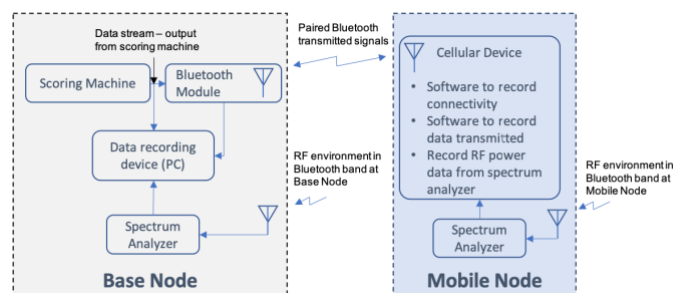 Data stream – output
from scoring machine
Paired Bluetooth
transmitted signals
Scoring Machine
Bluetooth
Module
Cellular Device
• Software to record
connectivity
• Software to record
data transmitted
• Record RF power
data from spectrum
analyzer
Data recording
device (PC)
RF environment in
Bluetooth band at
Base Node
RF environment in
Bluetooth band at
Mobile Node
Spectrum
Analyzer
Spectrum
Analyzer
Base Node
Mobile Node